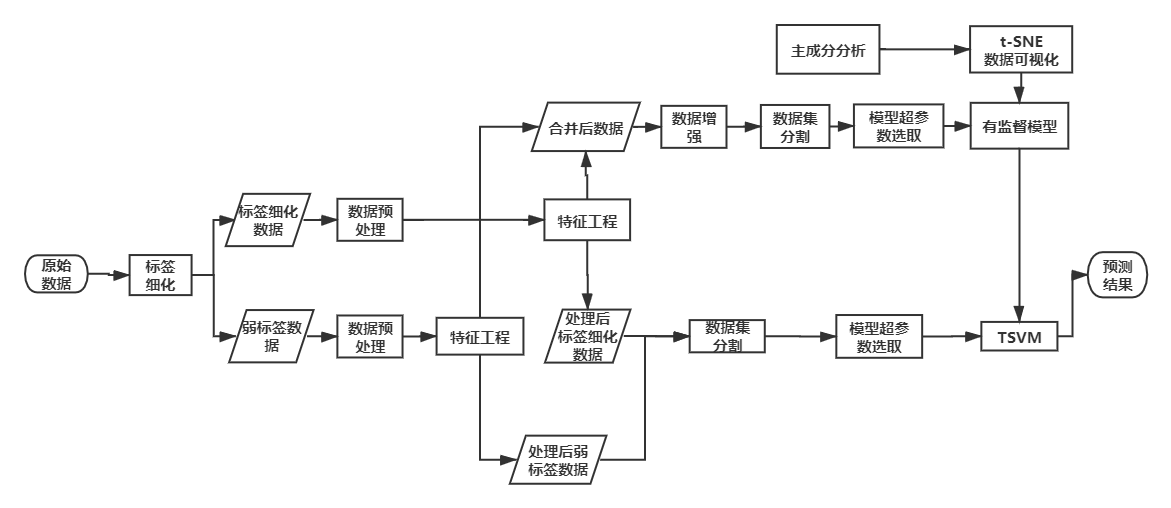 主成分分析
t-SNE
数据可视化
合并后数据
数据增
强
数据集
分割
模型超参
数选取
有监督模型
标签细化
数据
数据预
处理
特征工程
原始
数据
标签
细化
预测
结果
弱标签数
据
数据预
处理
特征工程
处理后
标签细化
数据
数据集
分割
模型超参
数选取
TSVM
处理后弱
标签数据